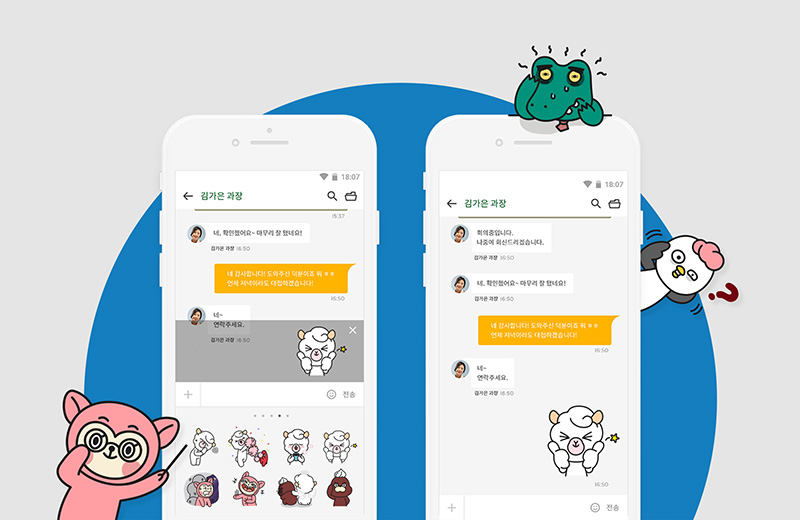 18:07
김가은 과장
15:37
네, 확인했어요~ 마무리 잘 됐네요!
김가은 과장 16:50
네 감사합니다! 도와주신 덕분이죠 뭐 ㅎㅎ
언제 저녁이라도 대접하겠습니다!
16:50
네~
연락주세요.
김가은 과장 16:50
전송
18:07
김가은 과장
회의중입니다.
나중에 회신드리겠습니다.
김가은 과장 16:50
네, 확인했어요~ 마무리 잘 됐네요!
김가은 과장 16:50
네 감사합니다! 도와주신 덕분이죠 뭐 ㅎㅎ
언제 저녁이라도 대접하겠습니다!
16:50
네~
연락주세요.
김가은 과장 16:50
16:50
전송
?